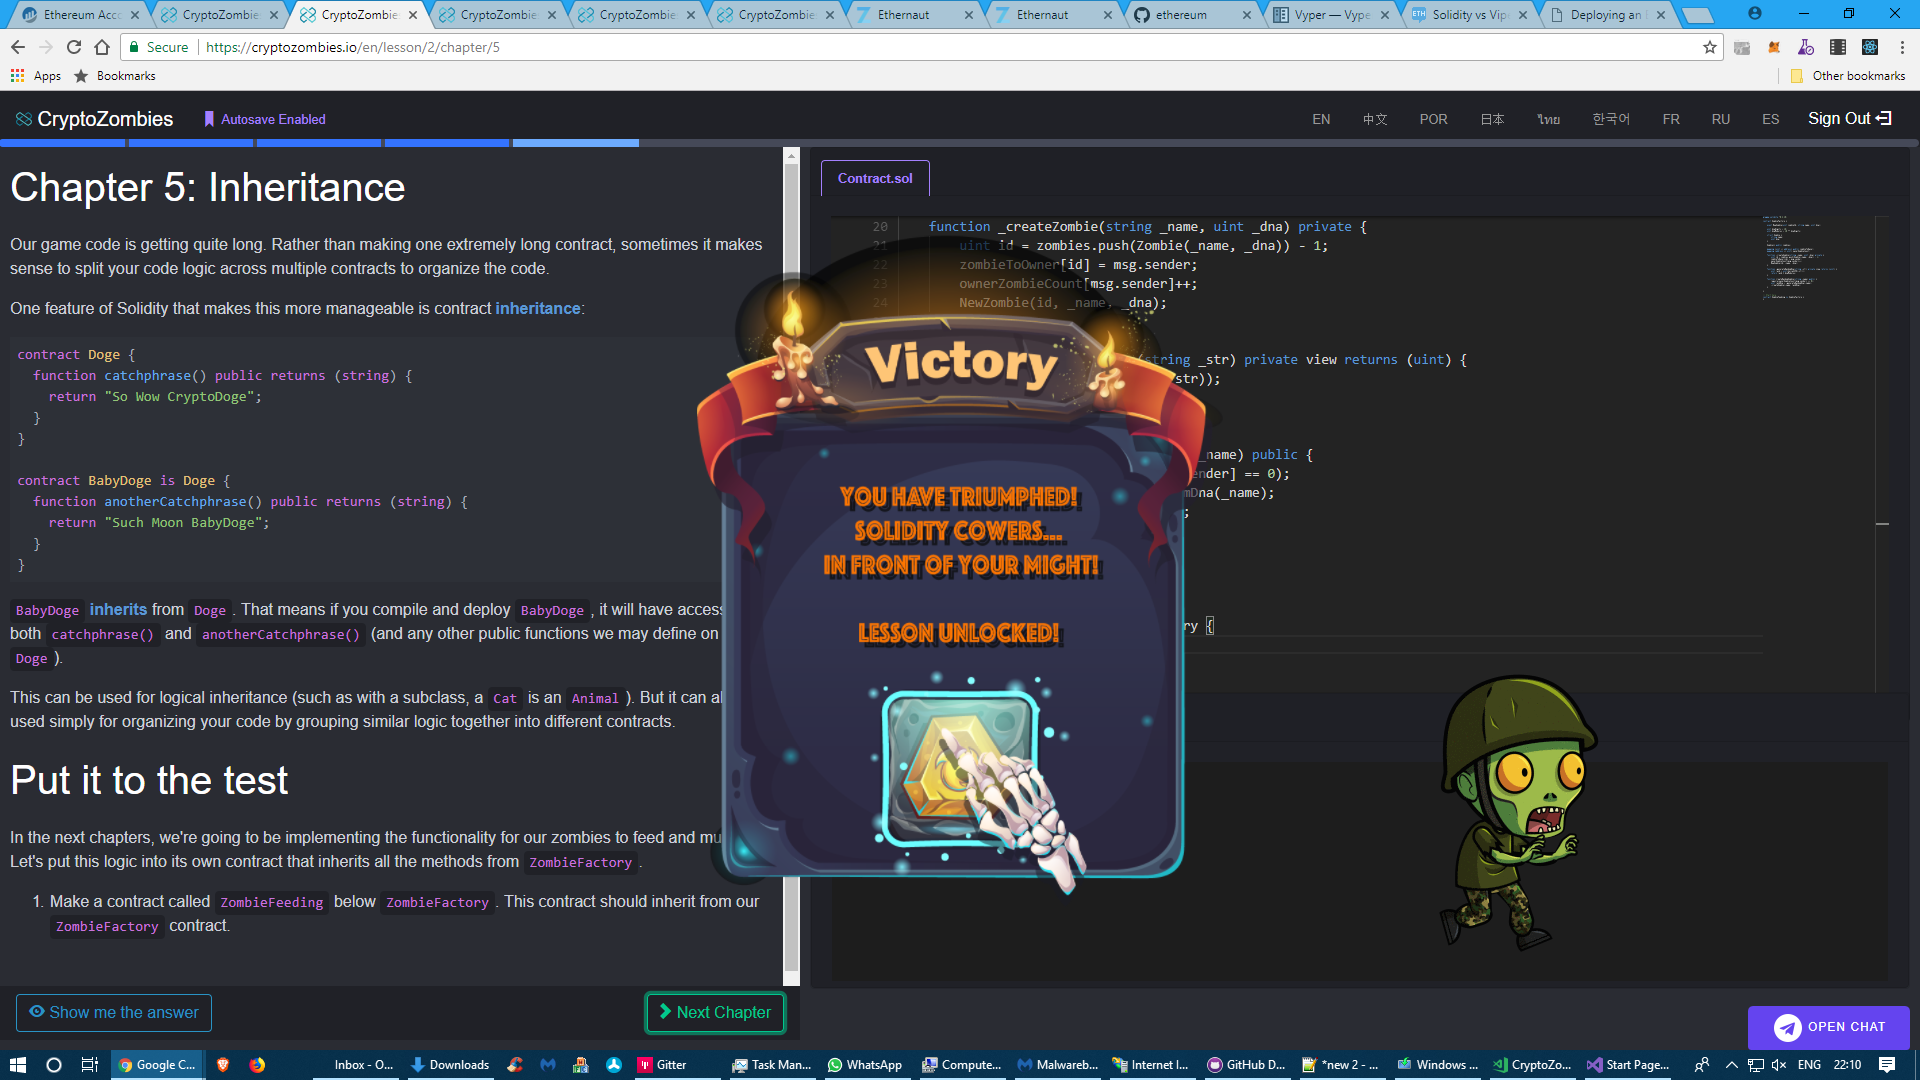 Ethereum Acco
CryptoZombie
CryptoZombie
CryptoZombie
CryptoZombie
CryptoZombie
Ethernaut
Ethernaut
ethereum
Vyper — Vype
Solidity vs Vip
Deploying an
Secure
https://cryptozombies.io/en/lesson/2/chapter/5
Apps
Bookmarks
Other bookmarks
CryptoZombies
Autosave Enabled
EN
中文
POR
日本
ไทย
한국어
FR
RU
ES
Sign Out
Chapter 5: Inheritance
Our game code is getting quite long. Rather than making one extremely long contract, sometimes it makes
sense to split your code logic across multiple contracts to organize the code.
One feature of Solidity that makes this more manageable is contract inheritance:
contract Doge {
function catchphrase() public returns (string) {
return "So Wow CryptoDoge";
}
}
contract BabyDoge is Doge {
function anotherCatchphrase() public returns (string) {
return "Such Moon BabyDoge";
}
}
BabyDoge inherits from Doge . That means if you compile and deploy BabyDoge , it will have access
both catchphrase() and anotherCatchphrase() (and any other public functions we may define on
Doge ).
This can be used for logical inheritance (such as with a subclass, a Cat is an Animal ). But it can al
used simply for organizing your code by grouping similar logic together into different contracts.
Put it to the test
In the next chapters, we're going to be implementing the functionality for our zombies to feed and mu
Let's put this logic into its own contract that inherits all the methods from ZombieFactory .
1. Make a contract called ZombieFeeding below ZombieFactory . This contract should inherit from our
ZombieFactory contract.
Show me the answer
Next Chapter
Contract.sol
20 function _createZombie(string _name, uint _dna) private {
21 uint id = zombies.push(Zombie(_name, _dna)) - 1;
22 zombieToOwner[id] = msg.sender;
23 ownerZombieCount[msg.sender]++;
24 NewZombie(id, _name, _dna);
string _str) private view returns (uint) {
str));
_name) public {
ender] == 0);
mDna(_name);
;
ry {
Victory
YOU HAVE TRIUMPHED!
SOLIDITY COWERS...
IN FRONT OF YOUR MIGHT!
LESSON UNLOCKED!
OPEN CHAT
Google C...
Inbox - O...
Downloads
Gitter
Task Man...
WhatsApp
Compute...
Malwareb...
Internet I...
GitHub D...
*new 2 - ...
Windows ...
CryptoZo...
Start Page...
ENG
22:10